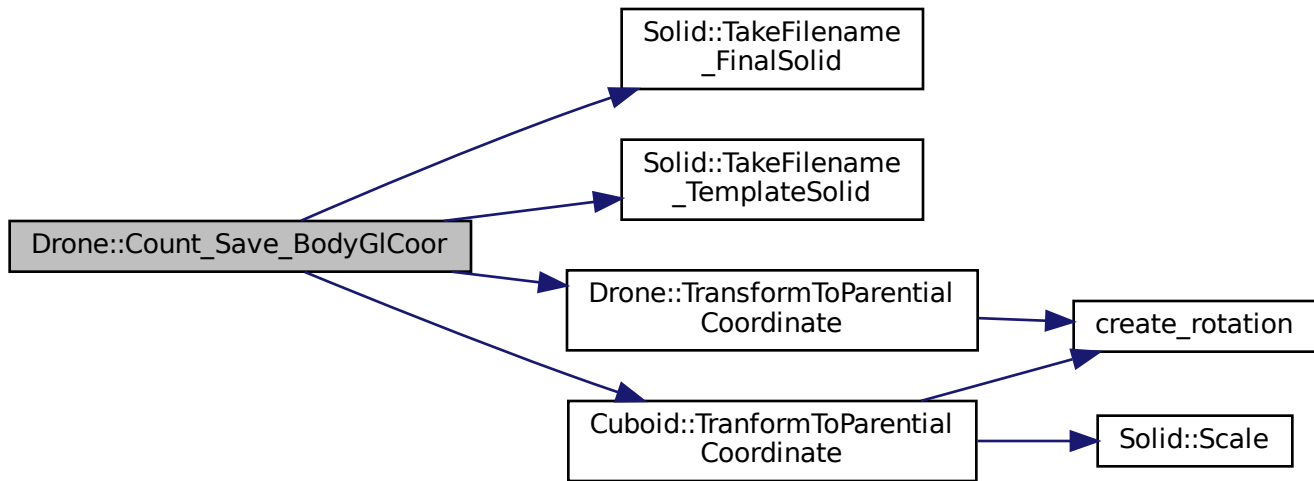 Solid::TakeFilename
_FinalSolid
Solid::TakeFilename
_TemplateSolid
Drone::Count_Save_BodyGlCoor
Drone::TransformToParential
Coordinate
create_rotation
Cuboid::TranformToParential
Coordinate
Solid::Scale